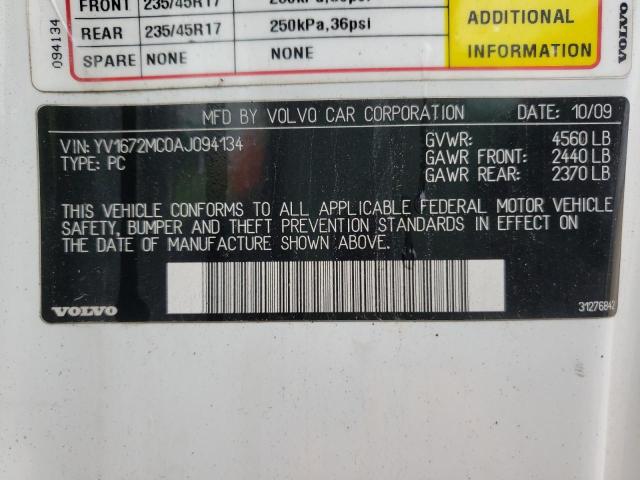 094134
FRONT 235/45R17
REAR 235/45R17 250kPa,36psi
SPARE NONE NONE
ADDITIONAL
INFORMATION
VOLVO
MFD BY VOLVO CAR CORPORATION DATE: 10/09
VIN: YV1672MC0AJ094134 GVWR: 4560 LB
TYPE: PC GAWR FRONT: 2440 LB
GAWR REAR: 2370 LB
THIS VEHICLE CONFORMS TO ALL APPLICABLE FEDERAL MOTOR VEHICLE
SAFETY, BUMPER AND THEFT PREVENTION STANDARDS IN EFFECT ON
THE DATE OF MANUFACTURE SHOWN ABOVE.
VOLVO 31276842